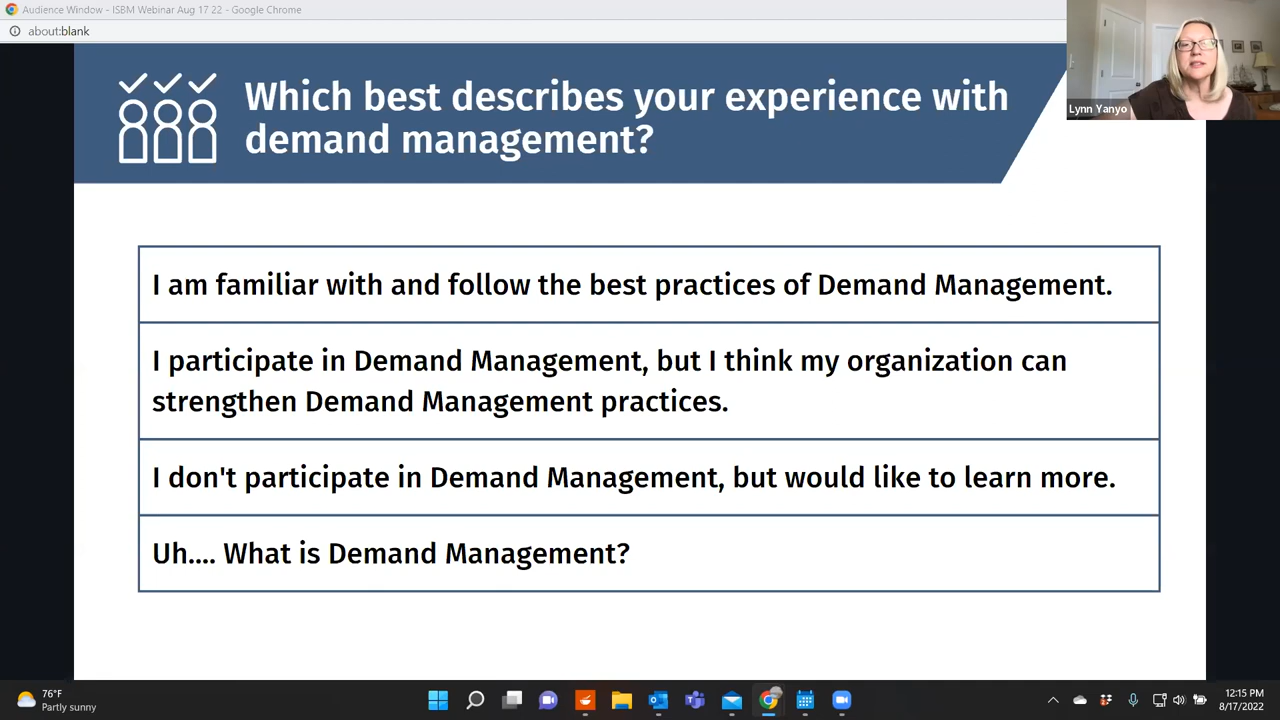 Audience Window - ISBM Webinar Aug 17 22 - Google Chrome
about:blank
Which best describes your experience with
demand management?
Lynn Yanyo
I am familiar with and follow the best practices of Demand Management.
I participate in Demand Management, but I think my organization can
strengthen Demand Management practices.
I don't participate in Demand Management, but would like to learn more.
Uh.... What is Demand Management?
76°F
Partly sunny
12:15 PM
8/17/2022